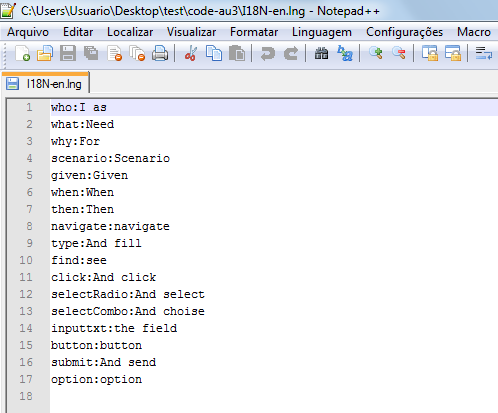 C:\Users\Usuario\Desktop\test\code-au3\I18N-en.lng - Notepad++
Arquivo Editar Localizar Visualizar Formatar Linguagem Configurações Macro
I18N-en.lng
1 who:I as
2 what:Need
3 why:For
4 scenario:Scenario
5 given:Given
6 when:When
7 then:Then
8 navigate:navigate
9 type:And fill
10 find:see
11 click:And click
12 selectRadio:And select
13 selectCombo:And choise
14 inputtxt:the field
15 button:button
16 submit:And send
17 option:option
18